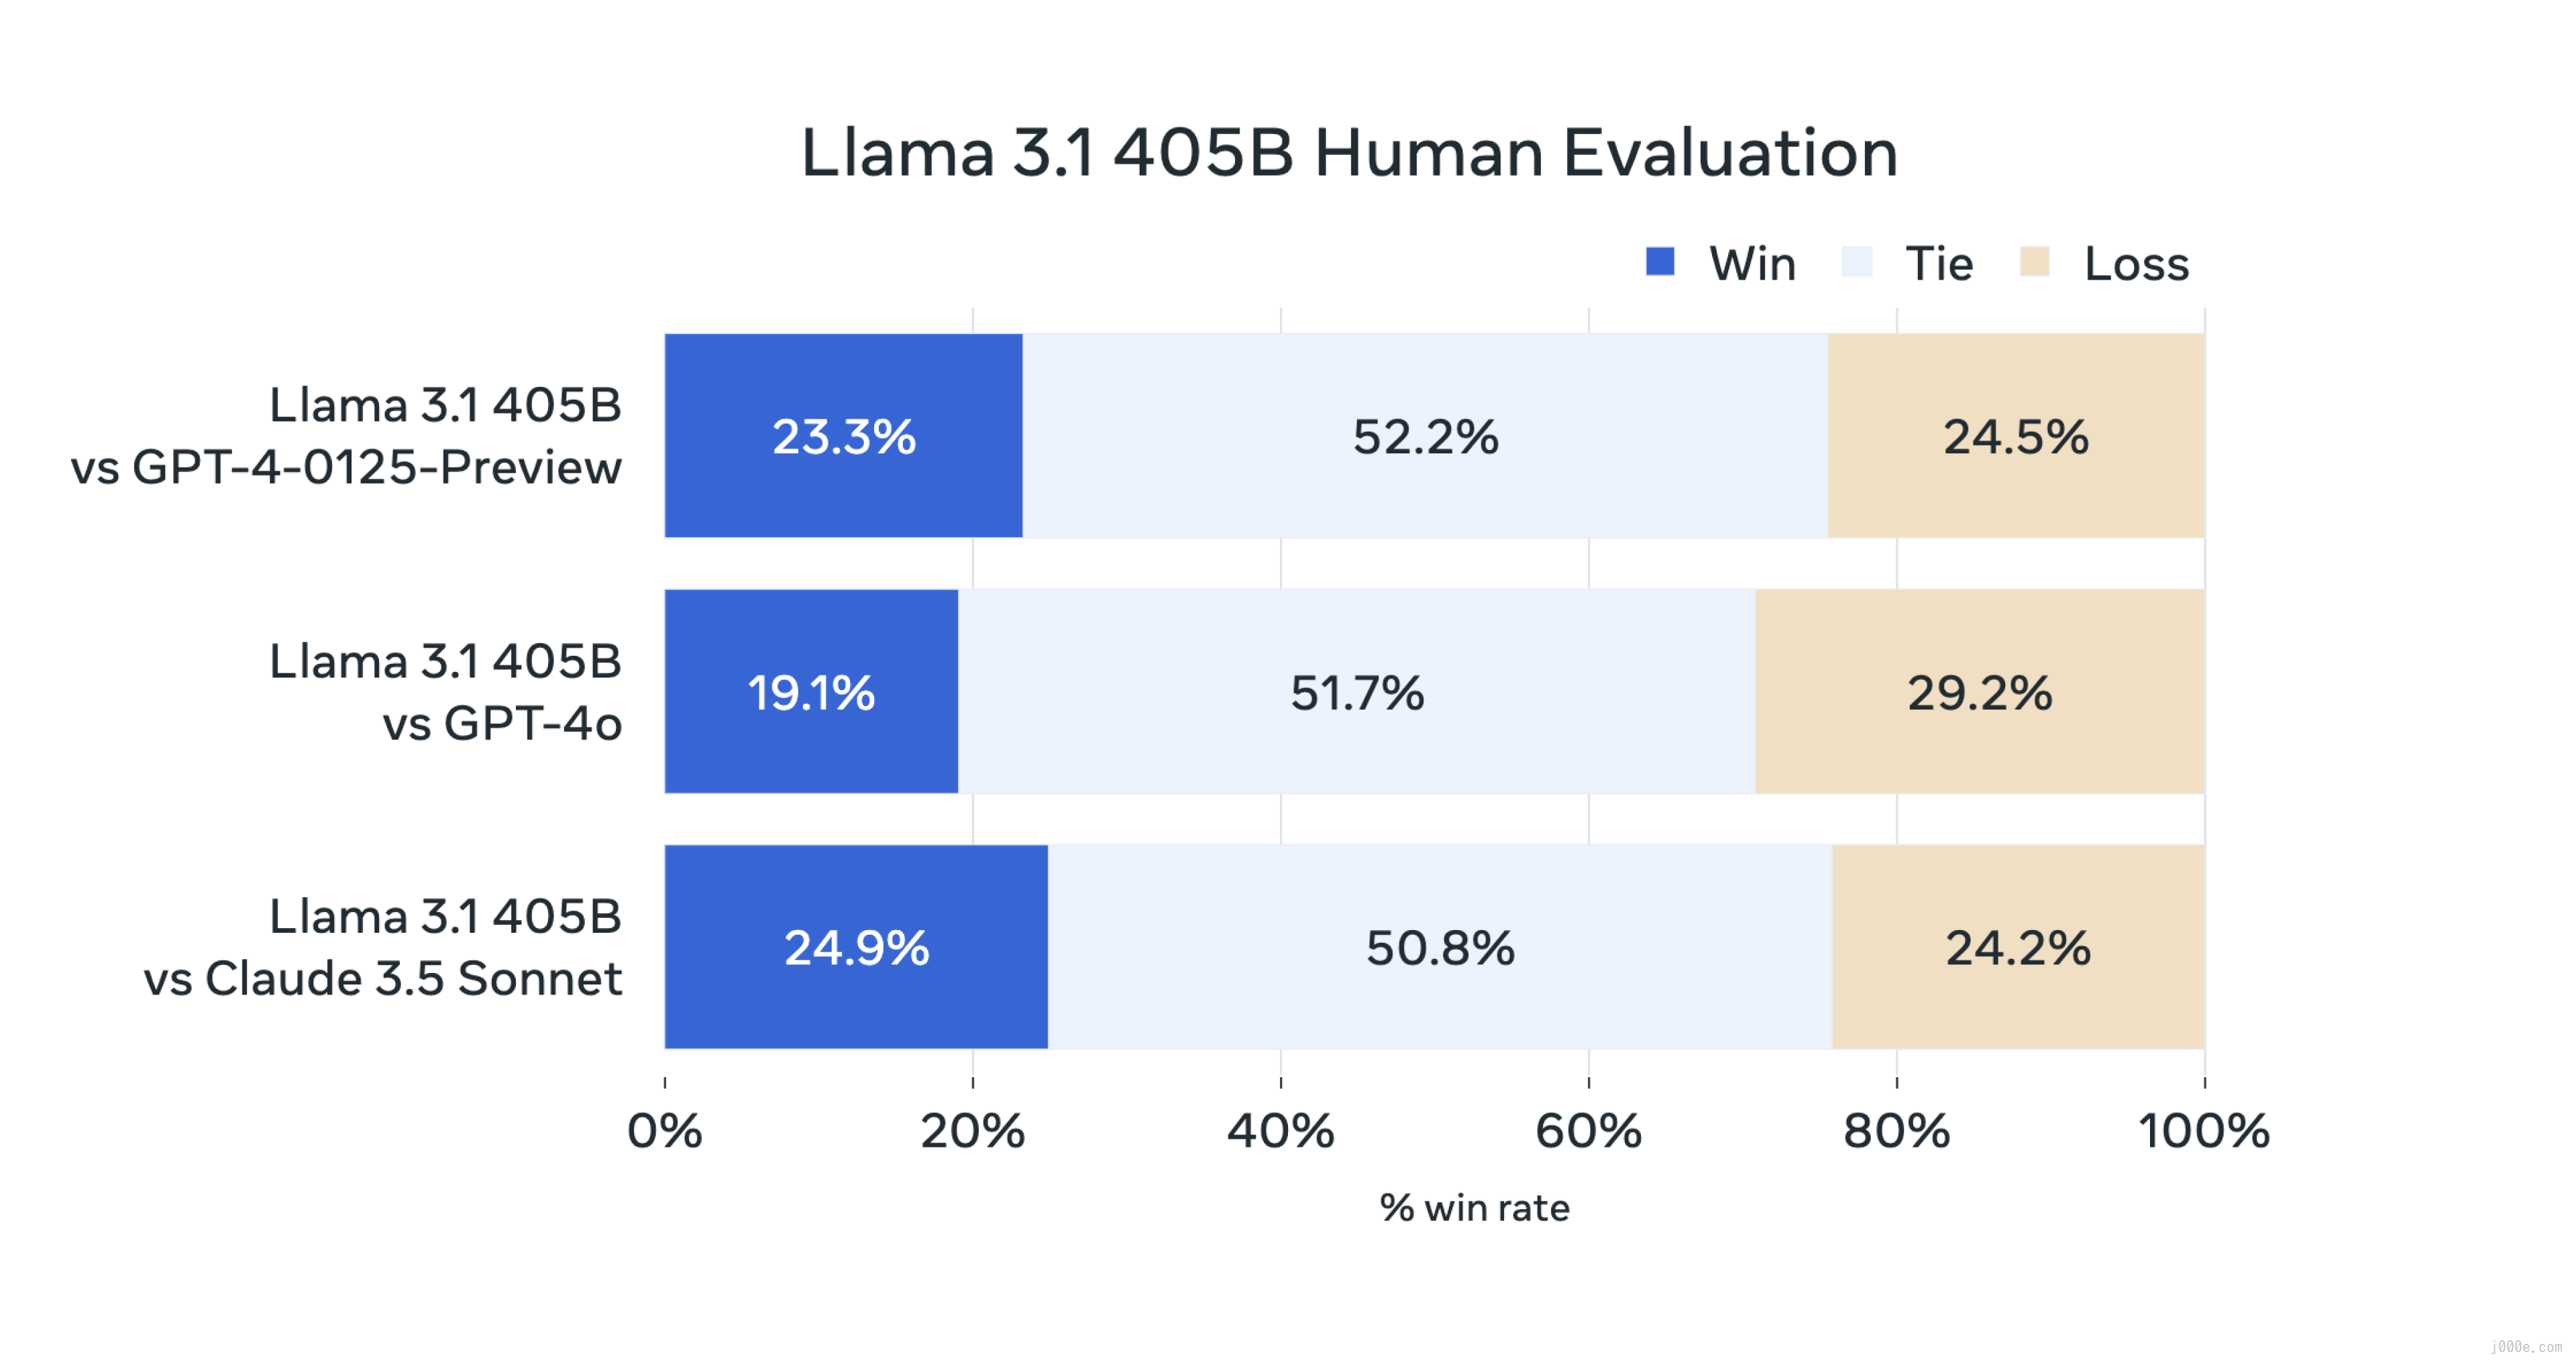 Llama 3.1 405B Human Evaluation
Win Tie Loss
Llama 3.1 405B
vs GPT-4-0125-Preview
23.3% 52.2% 24.5%
Llama 3.1 405B
vs GPT-4o
19.1% 51.7% 29.2%
Llama 3.1 405B
vs Claude 3.5 Sonnet
24.9% 50.8% 24.2%
0% 20% 40% 60% 80% 100%
% win rate
j000e.com